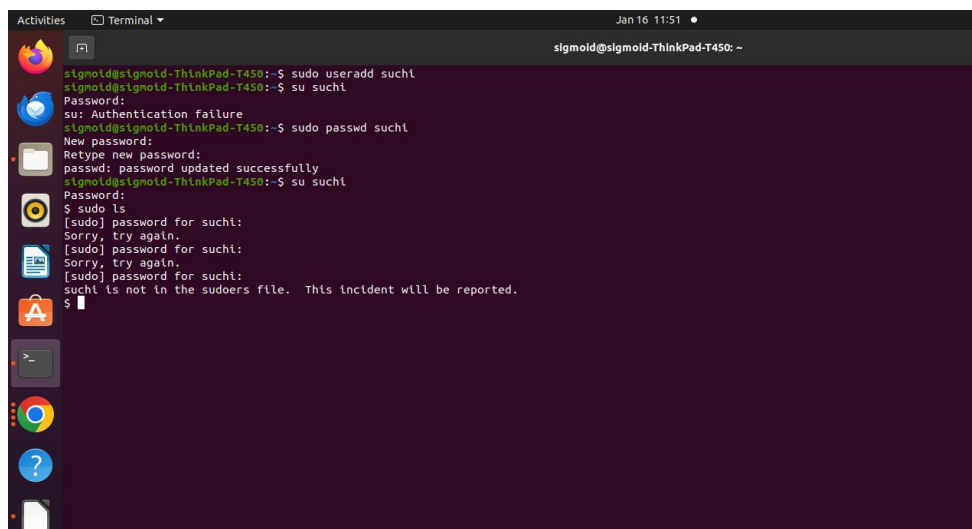 Activities
Terminal
Jan 16 11:51
sigmoid@sigmoid-ThinkPad-T450: ~
sigmoid@sigmoid-ThinkPad-T450:~$ sudo useradd suchi
sigmoid@sigmoid-ThinkPad-T450:~$ su suchi
Password:
su: Authentication failure
sigmoid@sigmoid-ThinkPad-T450:~$ sudo passwd suchi
New password:
Retype new password:
passwd: password updated successfully
sigmoid@sigmoid-ThinkPad-T450:~$ su suchi
Password:
$ sudo ls
[sudo] password for suchi:
Sorry, try again.
[sudo] password for suchi:
Sorry, try again.
[sudo] password for suchi:
suchi is not in the sudoers file.  This incident will be reported.
$